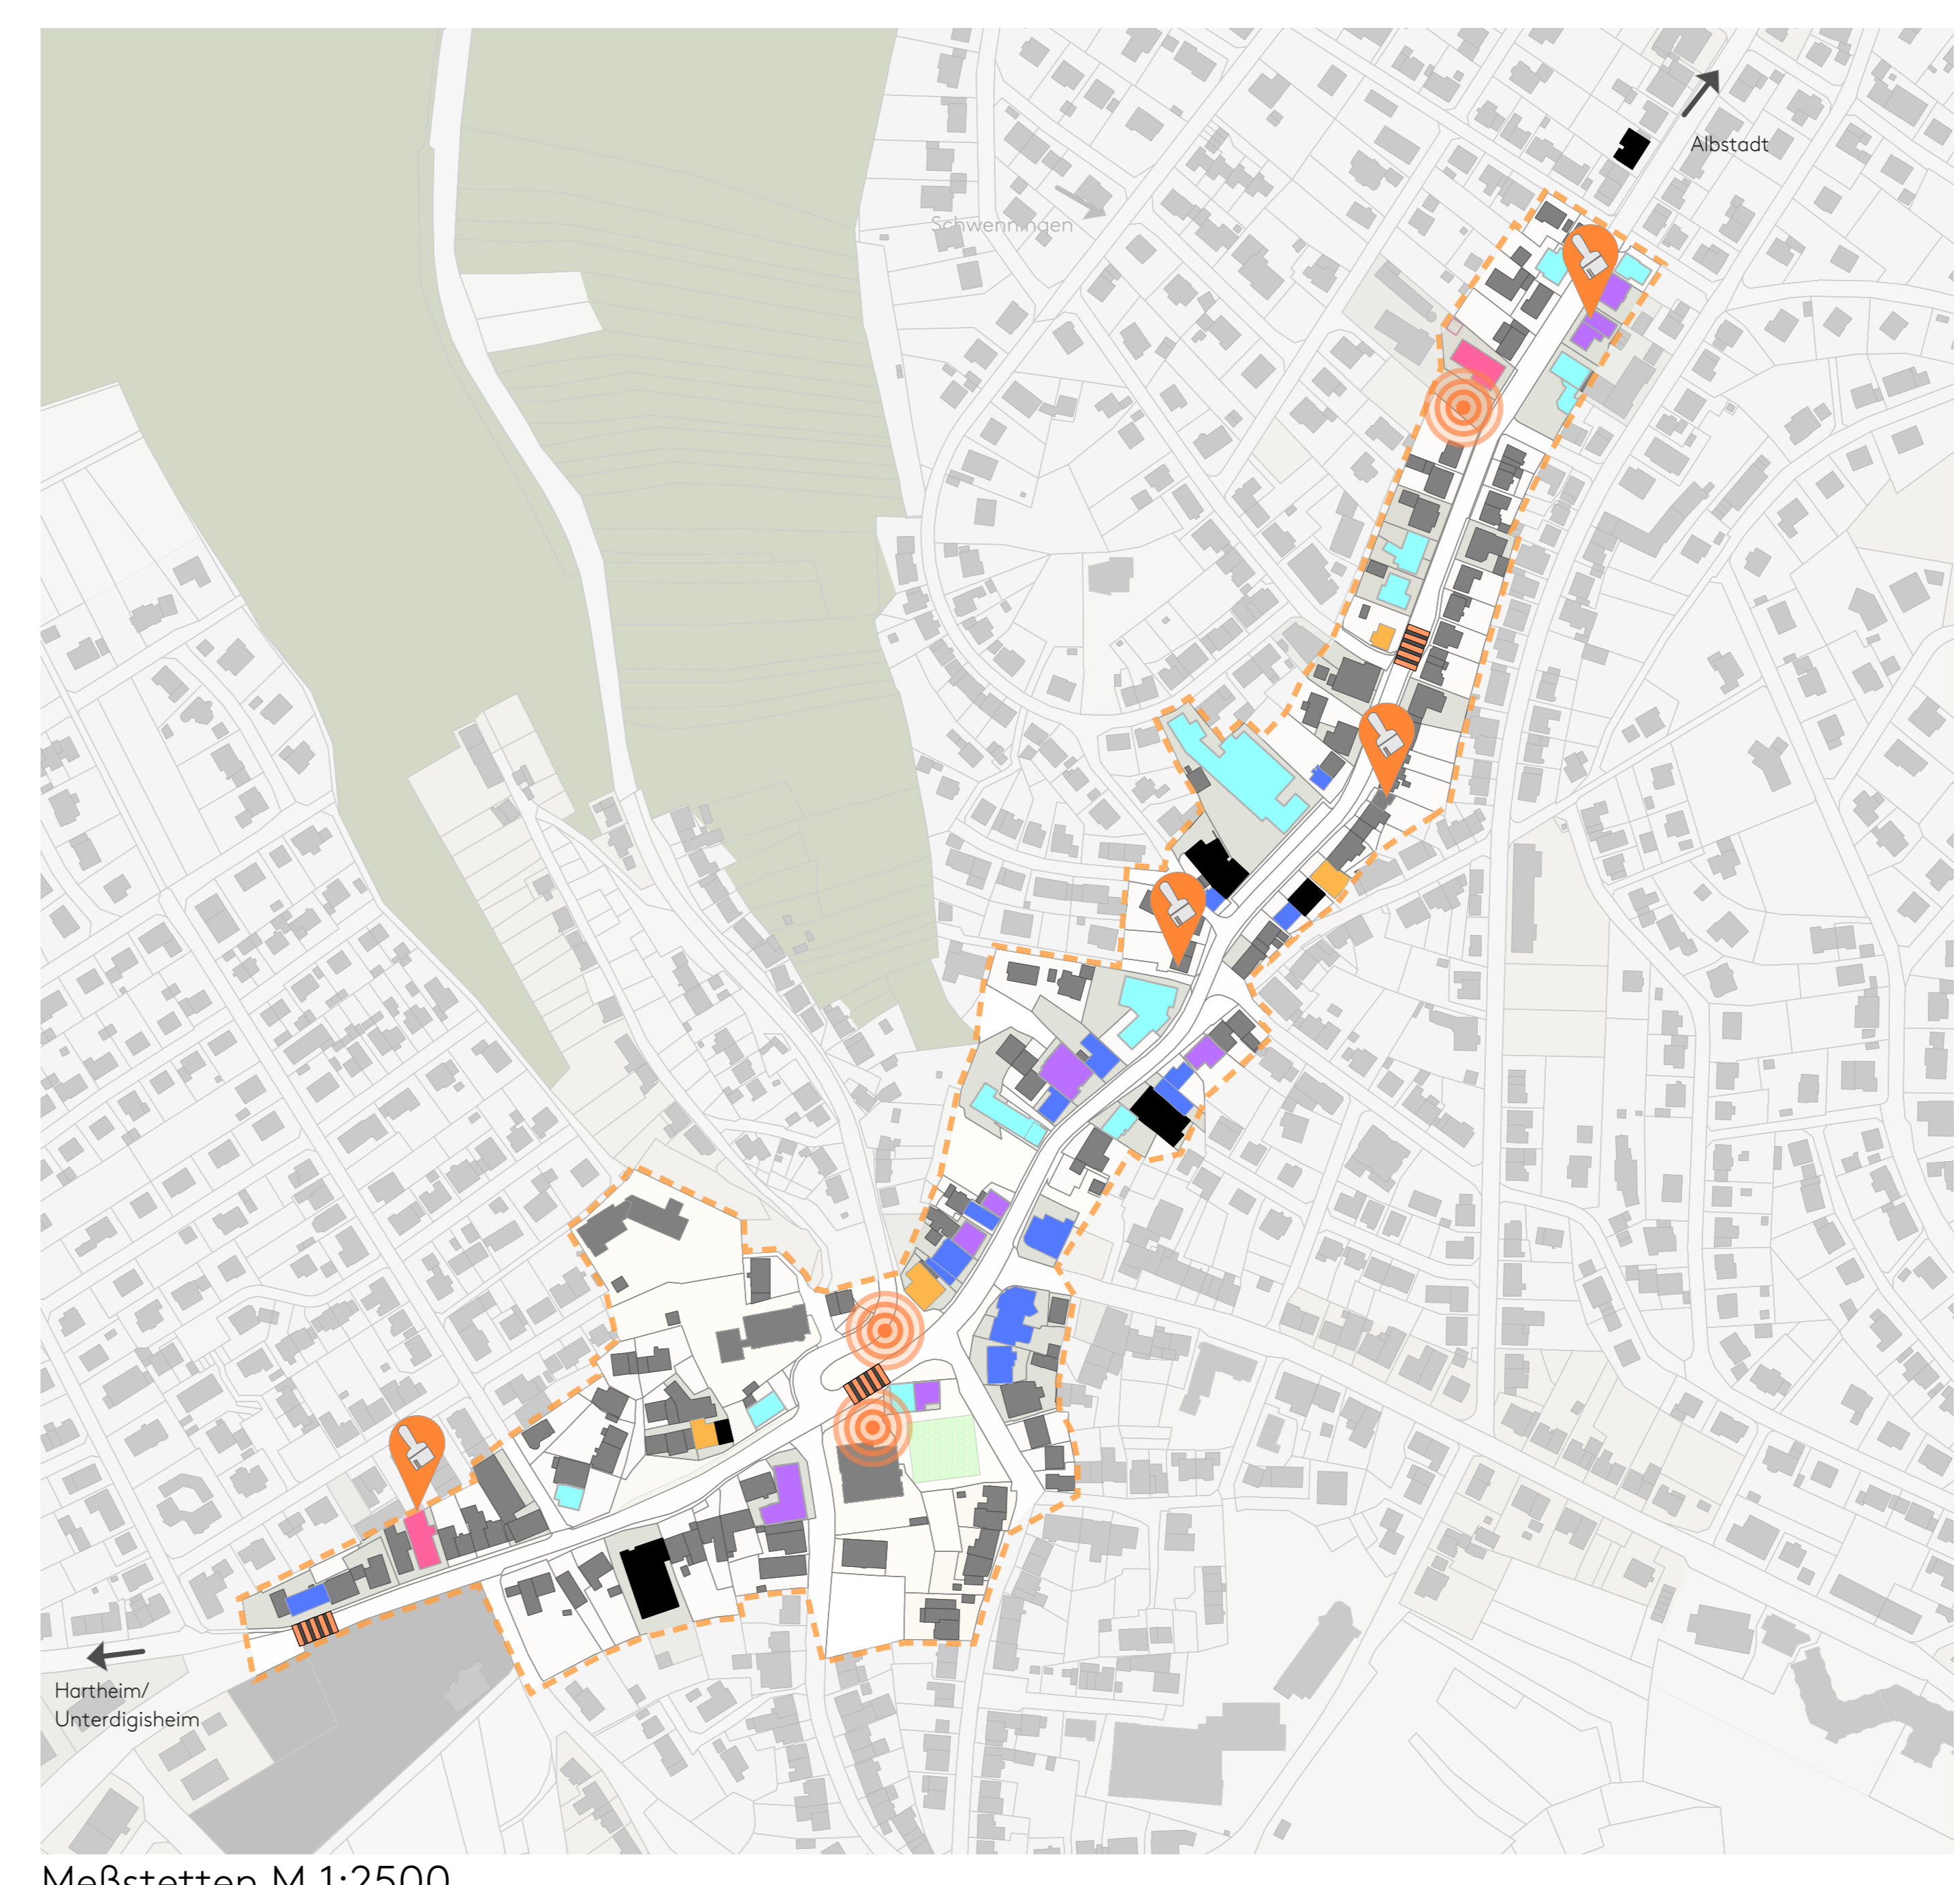 Albstadt
Schwenningen
Hartheim/
Unterdigisheim
Meßstetten M 1:2500